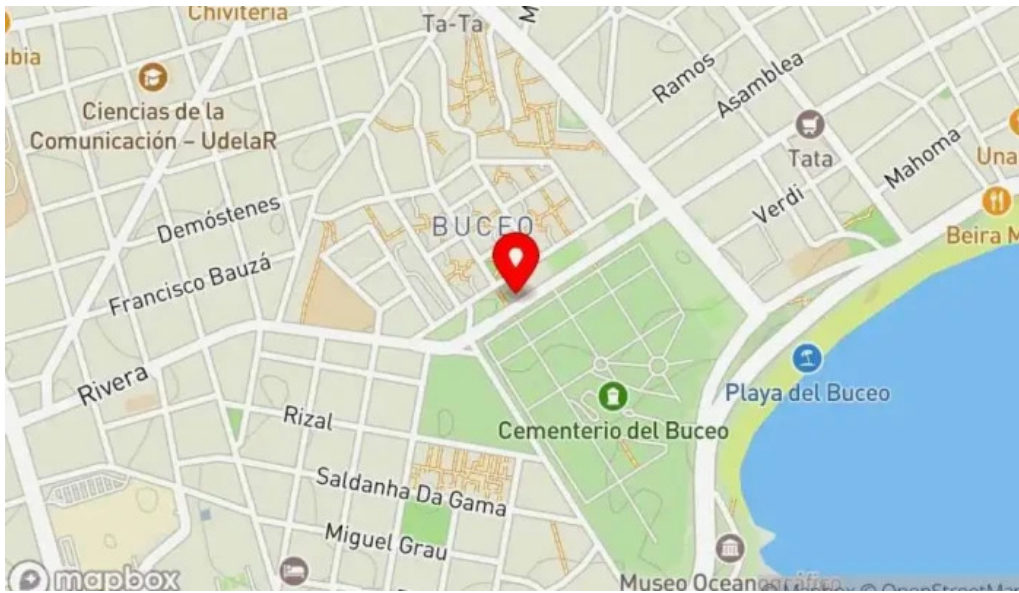 Chivitería
Ta-Ta
M
ubia
Ciencias de la
Comunicación – UdelaR
Ramos
Asamblea
Tata
Mahoma
Una
Verdi
Beira M
Demóstenes
BUCEO
Francisco Bauzá
Rivera
Playa del Buceo
Rizal
Cementerio del Buceo
Saldanha Da Gama
Miguel Grau
Museo Oceanográfico
mapbox
© Mapbox © OpenStreetMap